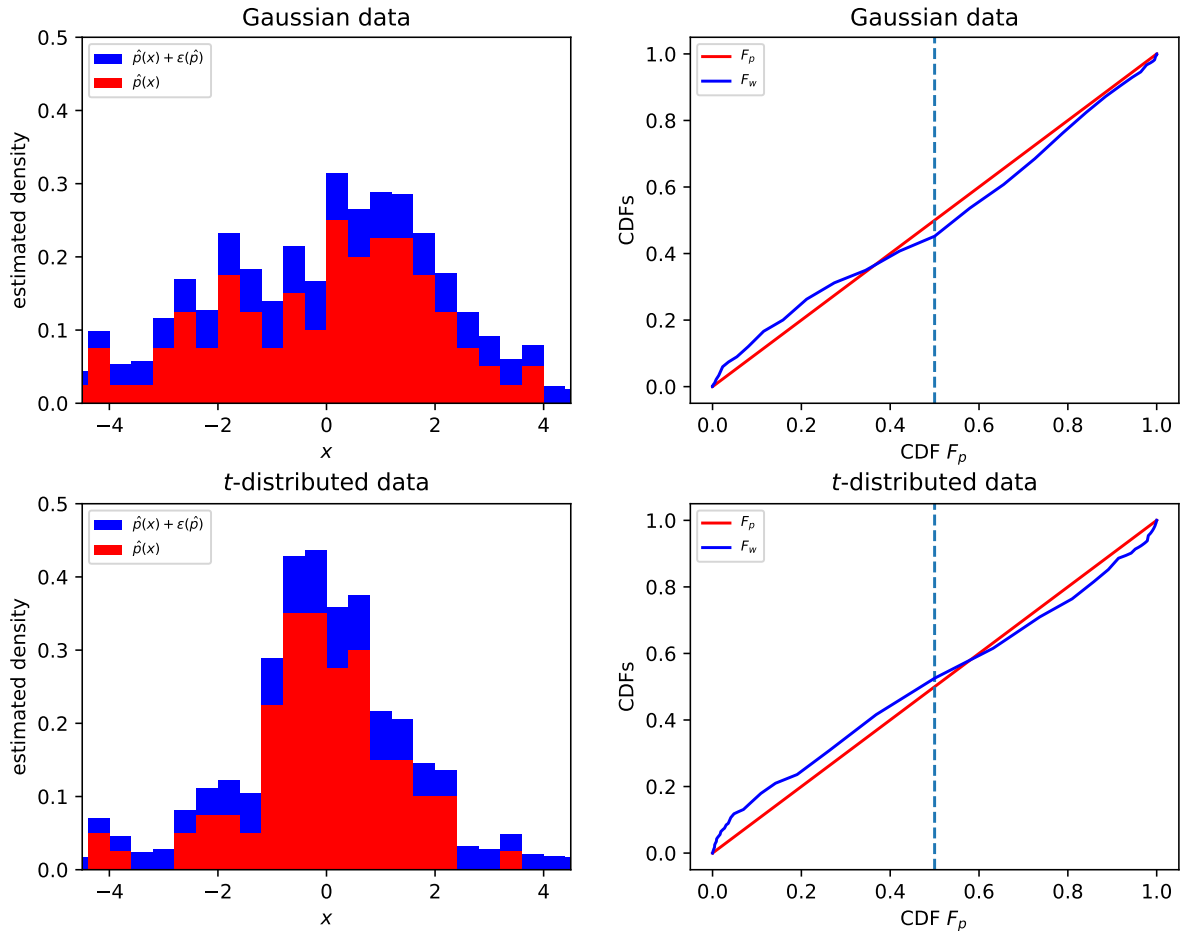 Gaussian data
estimated density
0.5
0.4
0.3
0.2
0.1
0.0
p̂(x) + ε(p̂)
p̂(x)
−4 −2 0 2 4
x
Gaussian data
CDFs
1.0
0.8
0.6
0.4
0.2
0.0
F_p
F_w
0.0 0.2 0.4 0.6 0.8 1.0
CDF F_p
t-distributed data
estimated density
0.5
0.4
0.3
0.2
0.1
0.0
p̂(x) + ε(p̂)
p̂(x)
−4 −2 0 2 4
x
t-distributed data
CDFs
1.0
0.8
0.6
0.4
0.2
0.0
F_p
F_w
0.0 0.2 0.4 0.6 0.8 1.0
CDF F_p